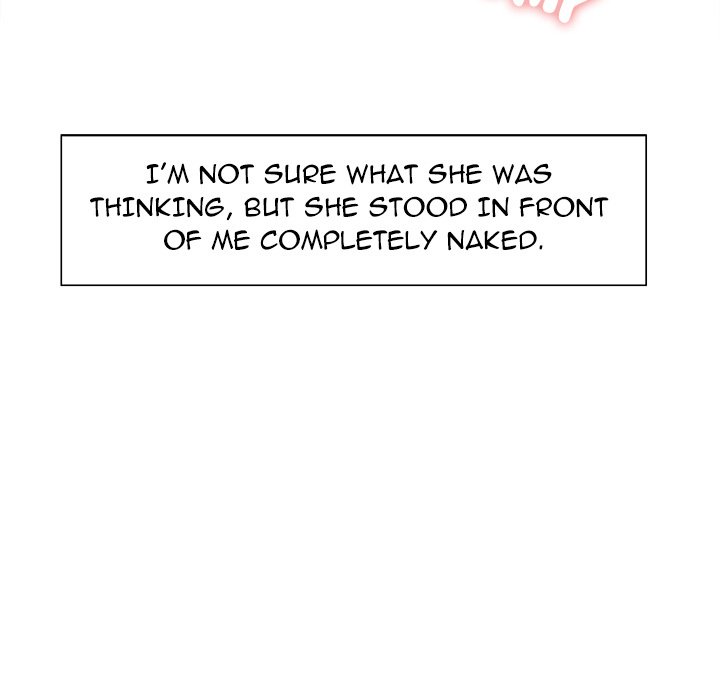 I'M NOT SURE WHAT SHE WAS
THINKING, BUT SHE STOOD IN FRONT
OF ME COMPLETELY NAKED.